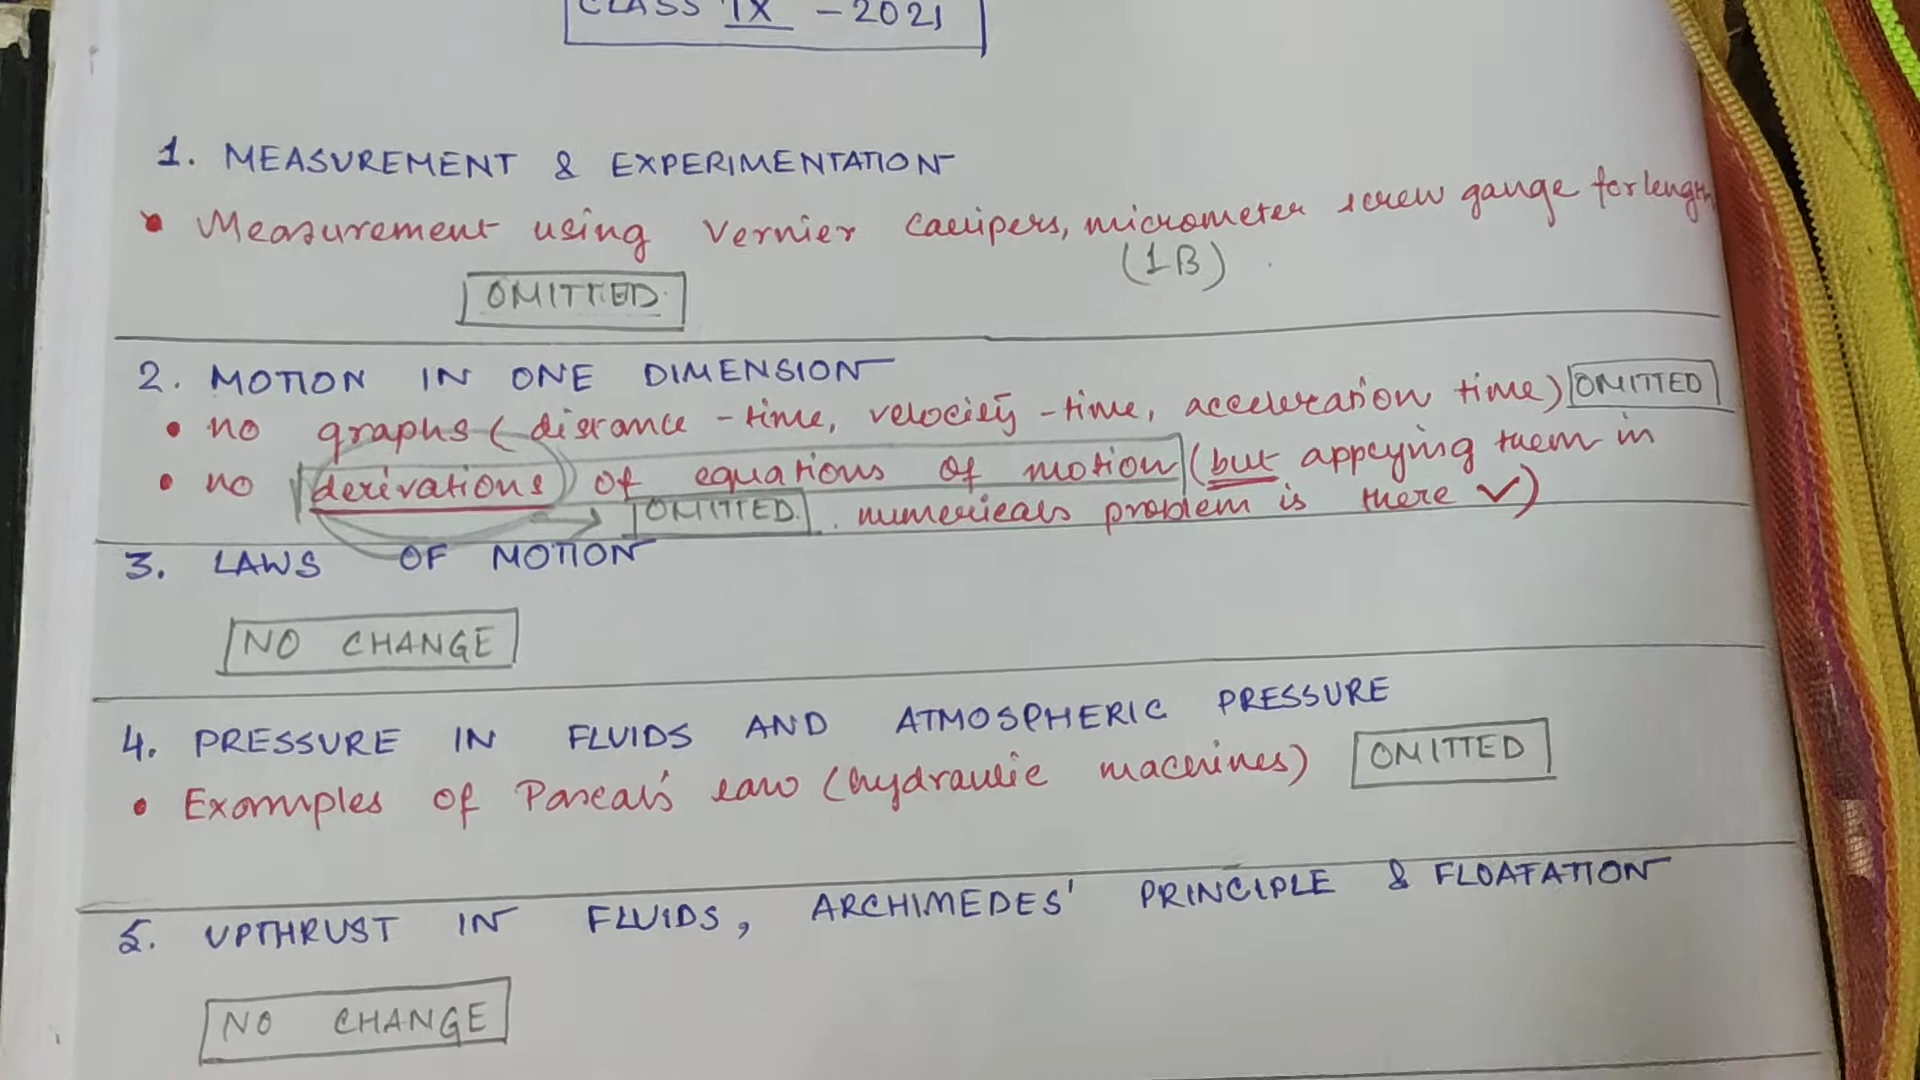 CLASS IX - 2021
1. MEASUREMENT & EXPERIMENTATION
• Measurement using Vernier Callipers, micrometer screw gauge for length
(1B)
OMITTED
2. MOTION IN ONE DIMENSION
• no graphs (distance - time, velocity - time, acceleration time) OMITTED
• no derivations of equations of motion (but applying them in
OMITTED. numericals problem is there ✓)
3. LAWS OF MOTION
NO CHANGE
4. PRESSURE IN FLUIDS AND ATMOSPHERIC PRESSURE
• Examples of Pascal's law (hydraulic machines) OMITTED
5. UPTHRUST IN FLUIDS, ARCHIMEDES' PRINCIPLE & FLOATATION
NO CHANGE